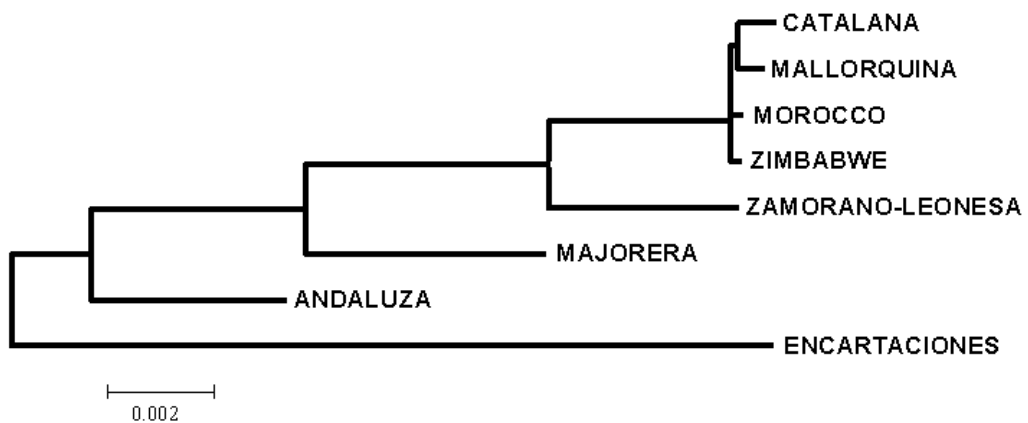 CATALANA
MALLORQUINA
MOROCCO
ZIMBABWE
ZAMORANO-LEONESA
MAJORERA
ANDALUZA
ENCARTACIONES
0.002